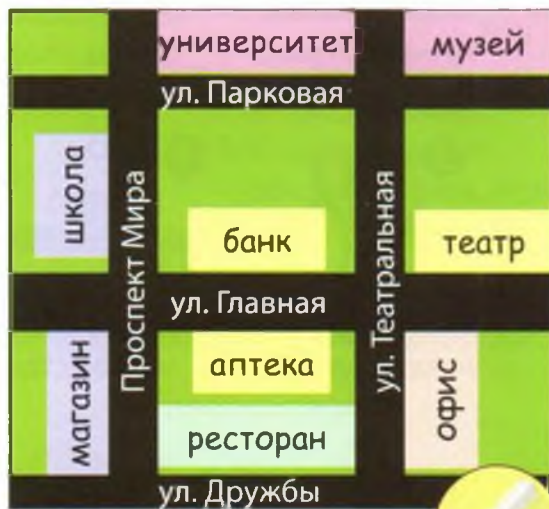 университет
музей
ул. Парковая
школа
Проспект Мира
банк
ул. Театральная
театр
ул. Главная
магазин
аптека
офис
ресторан
ул. Дружбы